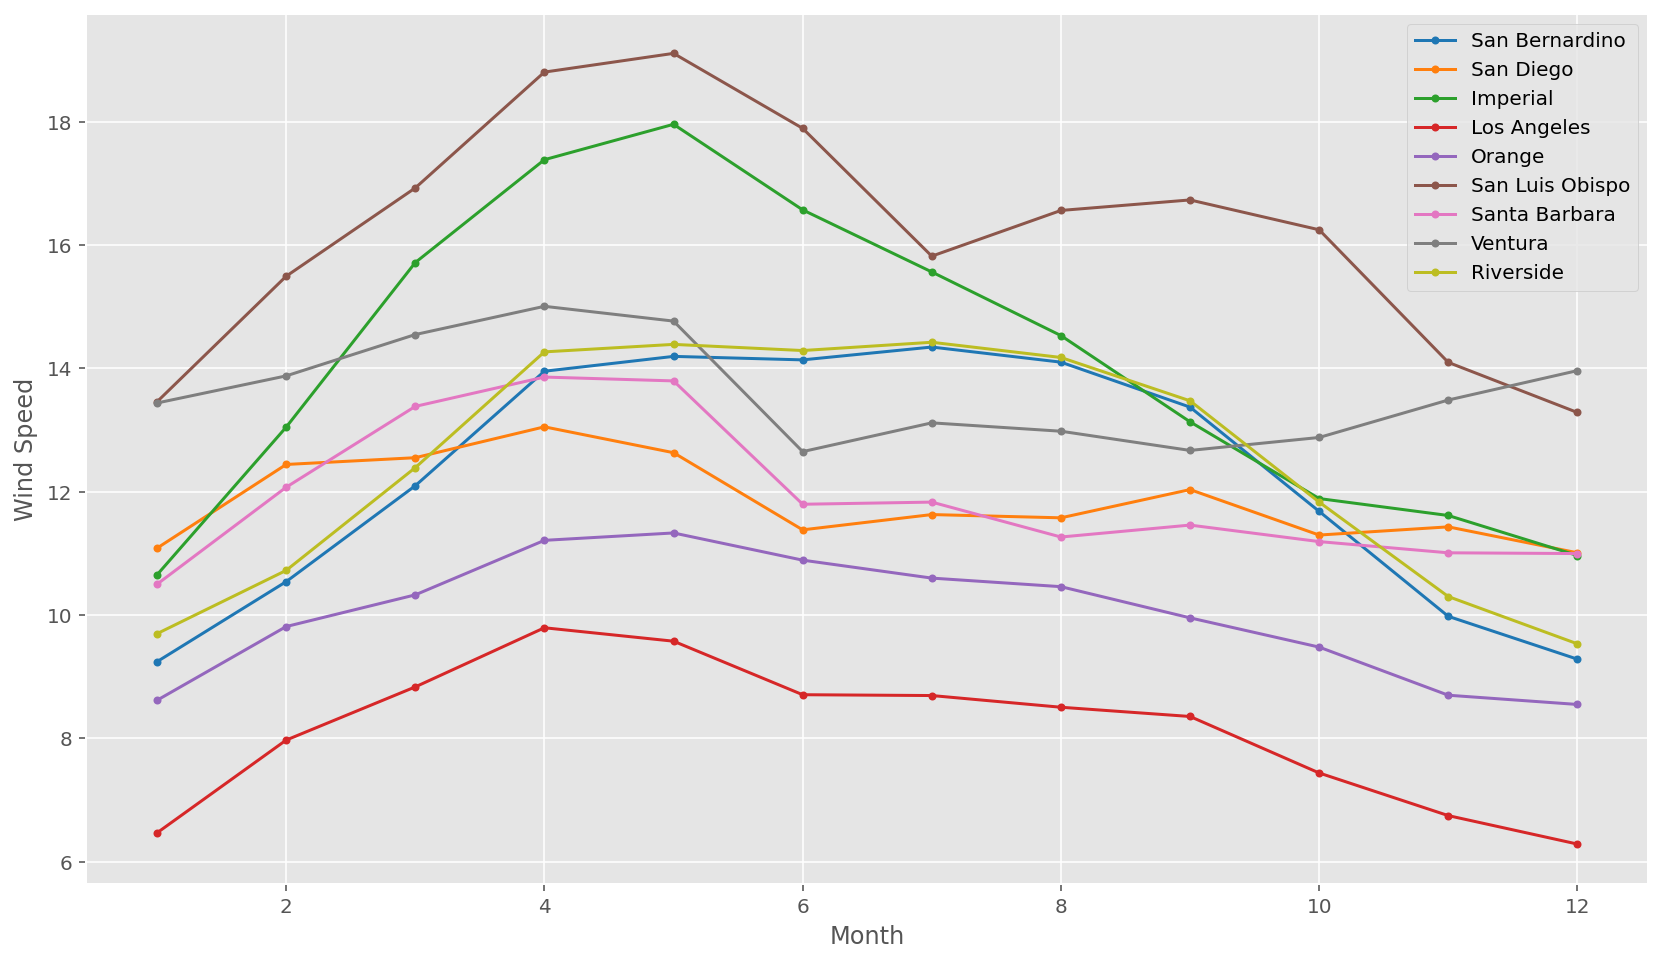 San Bernardino
San Diego
Imperial
Los Angeles
Orange
San Luis Obispo
Santa Barbara
Ventura
Riverside
18
16
14
12
10
8
6
Wind Speed
2 4 6 8 10 12
Month